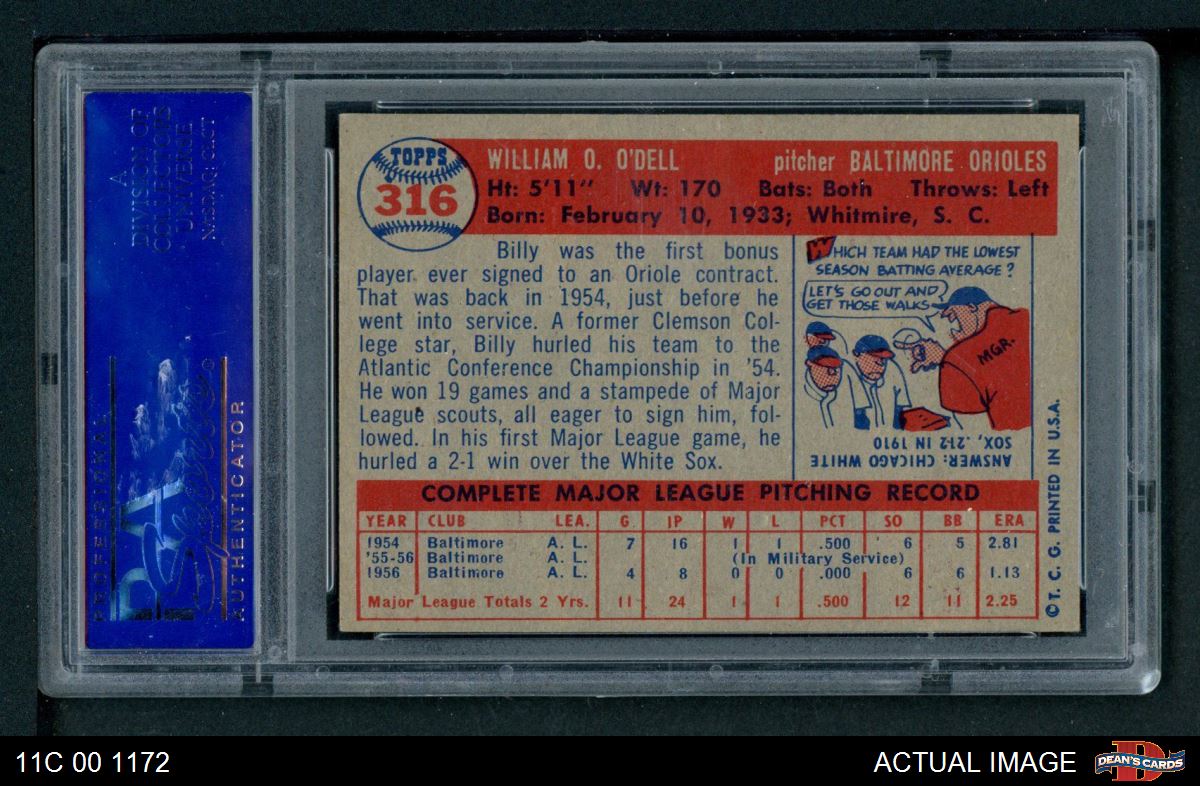 A
DIVISION OF
COLLECTORS
UNIVERSE
NASDAQ: CLCT
PSA
PROFESSIONAL
AUTHENTICATOR
TOPPS
316
WILLIAM O. O'DELL pitcher BALTIMORE ORIOLES
Ht: 5'11" Wt: 170 Bats: Both Throws: Left
Born: February 10, 1933; Whitmire, S. C.
Billy was the first bonus
player ever signed to an Oriole contract.
That was back in 1954, just before he
went into service. A former Clemson Col-
lege star, Billy hurled his team to the
Atlantic Conference Championship in '54.
He won 19 games and a stampede of Major
League scouts, all eager to sign him, fol-
lowed. In his first Major League game, he
hurled a 2-1 win over the White Sox.
WHICH TEAM HAD THE LOWEST
SEASON BATTING AVERAGE?
LET'S GO OUT AND
GET THOSE WALKS
MGR.
ANSWER: CHICAGO WHITE
SOX, .212 IN 1910
COMPLETE MAJOR LEAGUE PITCHING RECORD
YEAR CLUB LEA. G IP W L PCT SO BB ERA
1954 Baltimore A. L. 7 16 1 1 .500 6 5 2.81
'55-56 Baltimore (In Military Service)
1956 Baltimore A. L. 4 8 0 0 .000 6 6 1.13
Major League Totals 2 Yrs. 11 24 1 1 .500 12 11 2.25
© T. C. G. PRINTED IN U.S.A.
11C 00 1172
ACTUAL IMAGE
D
DEAN'S CARDS